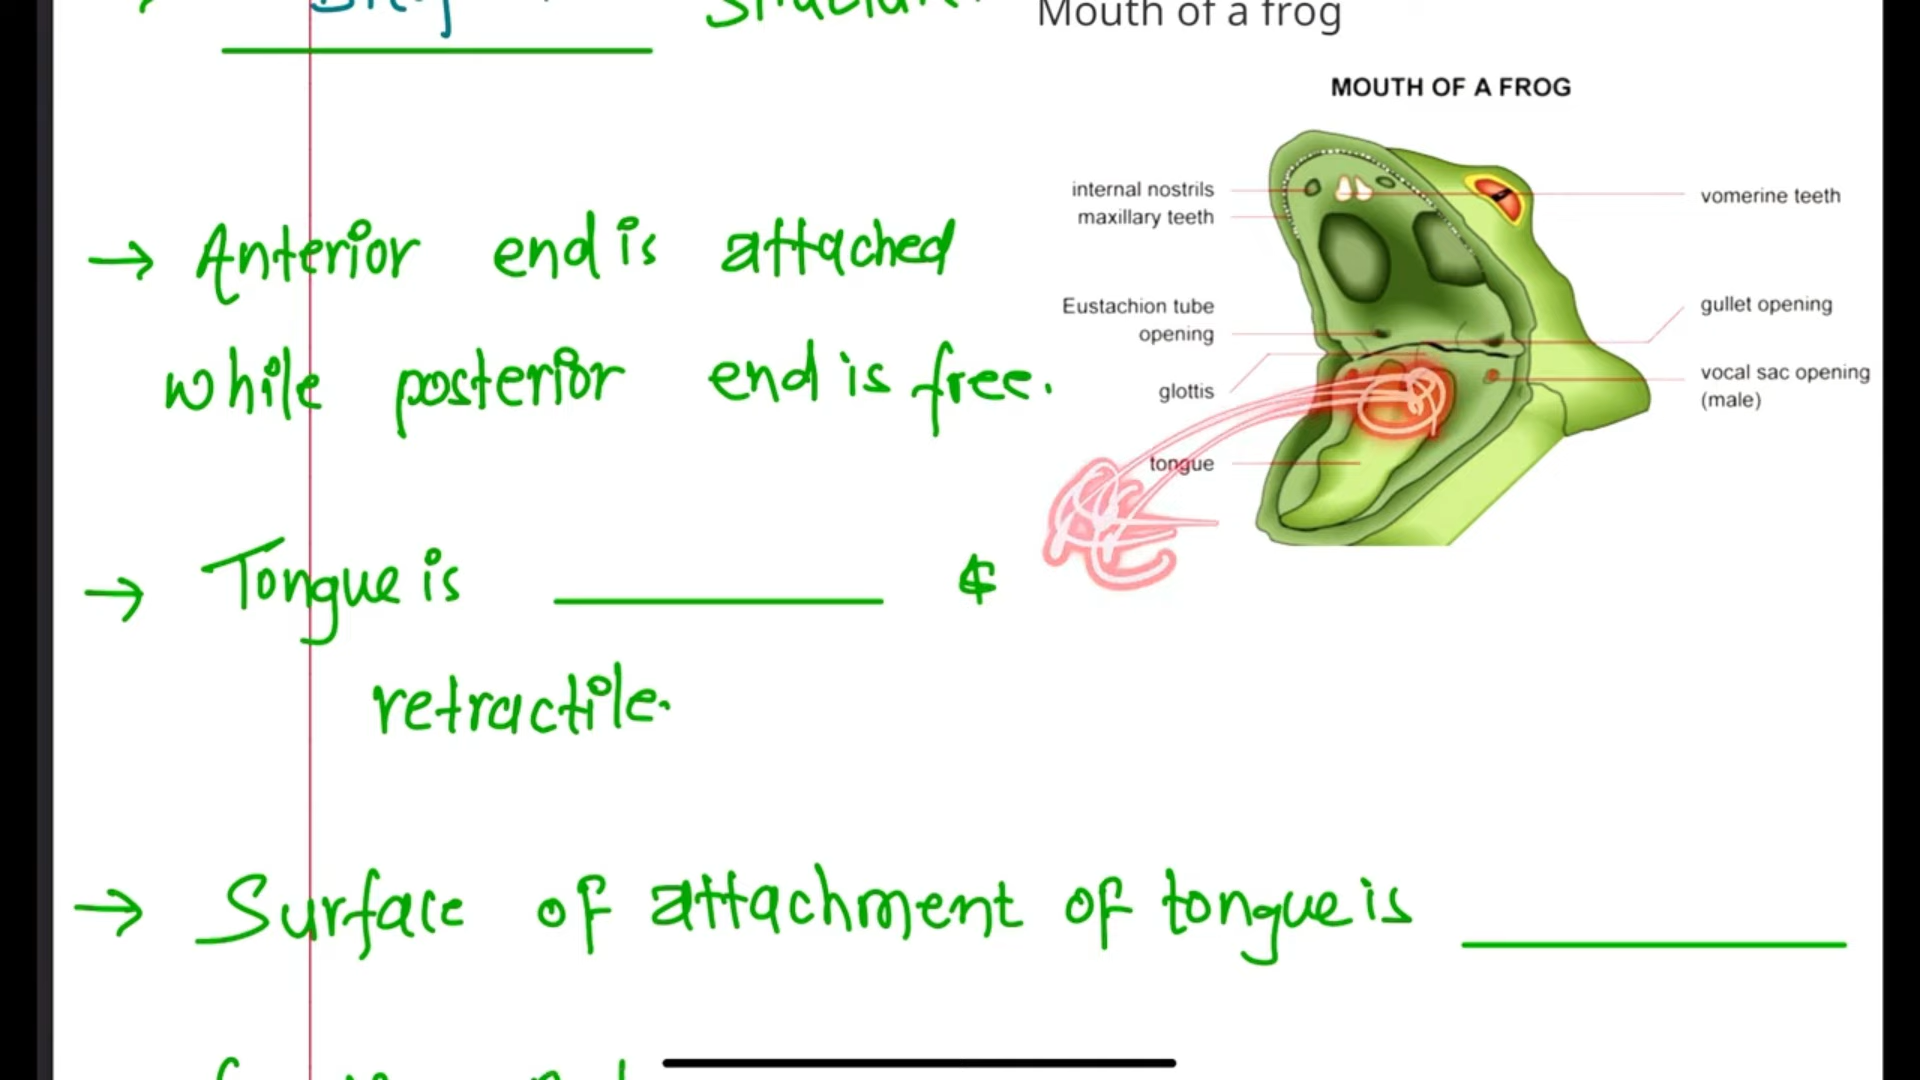 Mouth of a frog
MOUTH OF A FROG
internal nostrils
maxillary teeth
vomerine teeth
Eustachion tube
opening
gullet opening
glottis
vocal sac opening
(male)
tongue
→ Anterior end is attached
while posterior end is free.
→ Tongue is ________ &
retractile.
→ Surface of attachment of tongue is ________